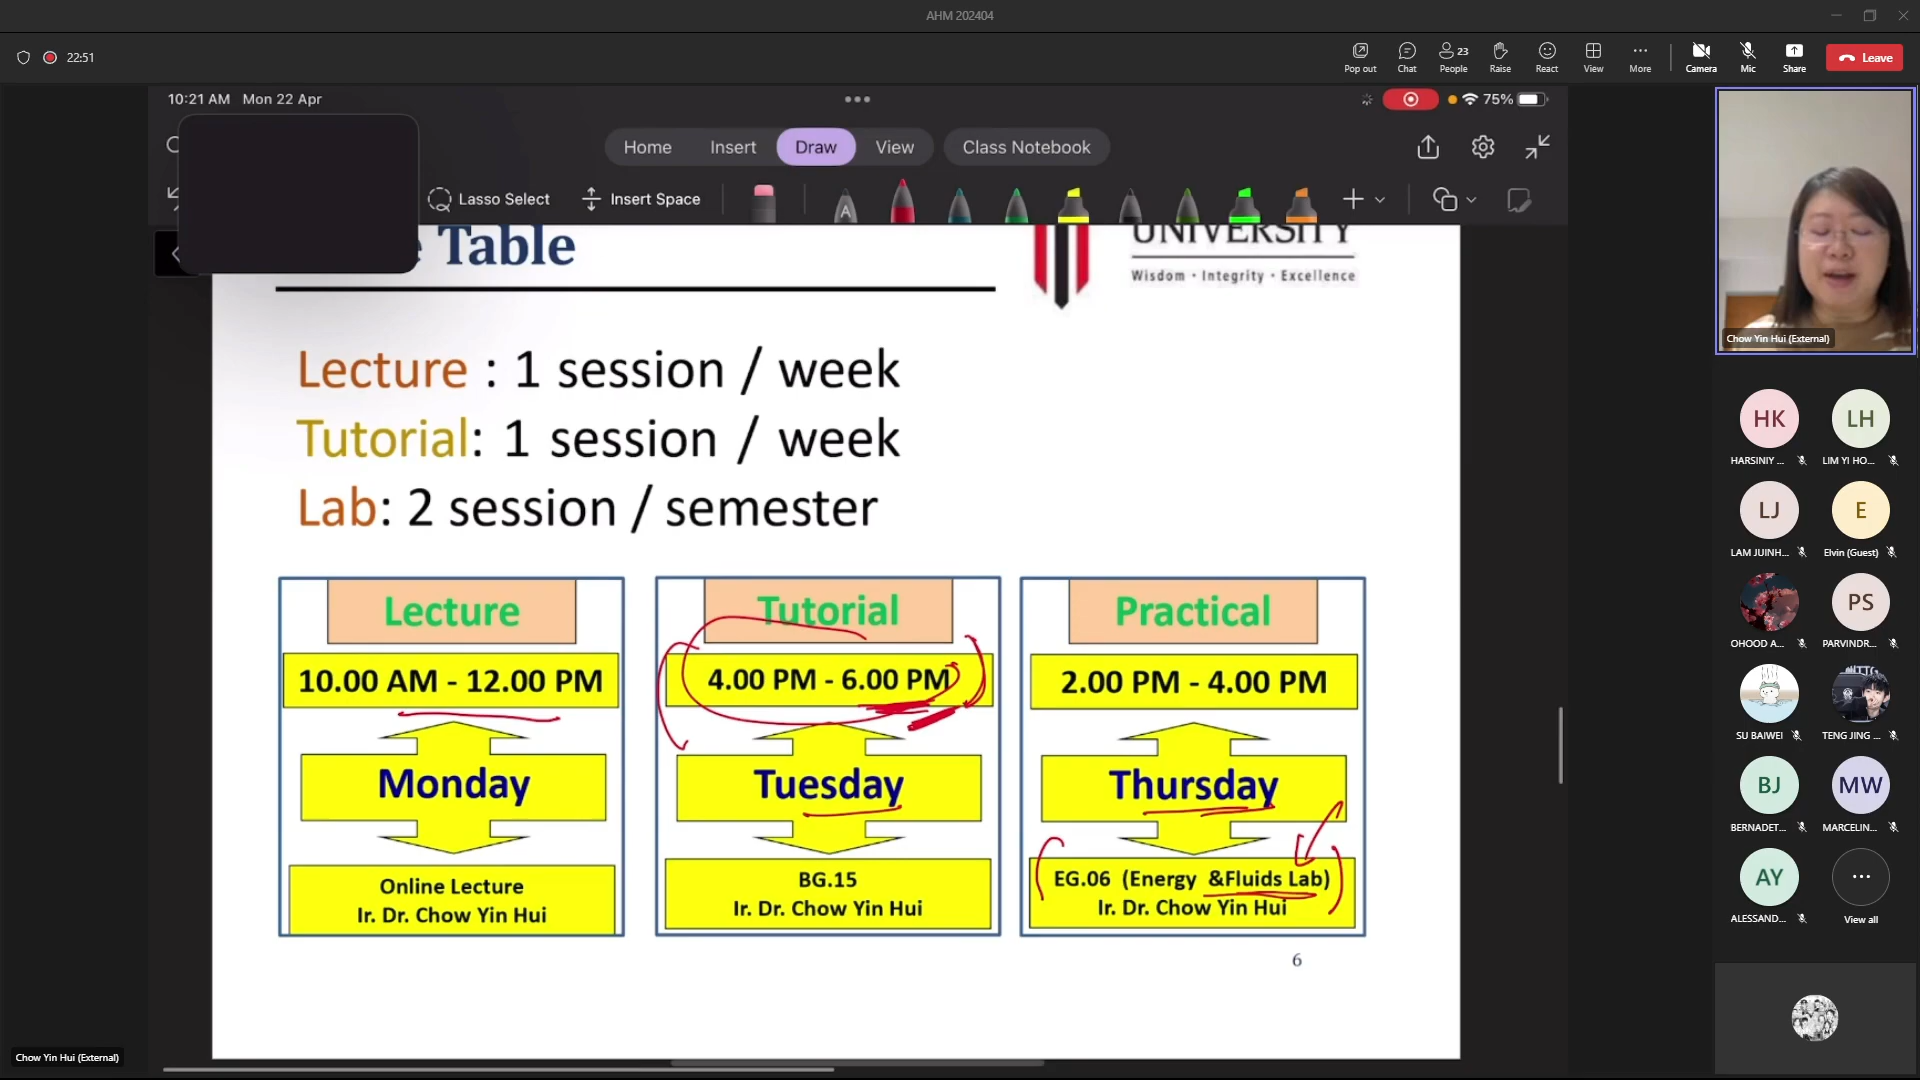 AHM 202404
22:51
Pop out
Chat
23
People
Raise
React
View
More
Camera
Mic
Share
Leave
10:21 AM Mon 22 Apr
75%
Home
Insert
Draw
View
Class Notebook
Lasso Select
Insert Space
A
Table
UNIVERSITY
Wisdom · Integrity · Excellence
Lecture : 1 session / week
Tutorial: 1 session / week
Lab: 2 session / semester
Lecture
10.00 AM - 12.00 PM
Monday
Online Lecture
Ir. Dr. Chow Yin Hui
Tutorial
4.00 PM - 6.00 PM
Tuesday
BG.15
Ir. Dr. Chow Yin Hui
Practical
2.00 PM - 4.00 PM
Thursday
EG.06 (Energy &Fluids Lab)
Ir. Dr. Chow Yin Hui
6
Chow Yin Hui (External)
Chow Yin Hui (External)
HK
LH
HARSINIY ...
LIM YI HO...
LJ
E
LAM JUINH...
Elvin (Guest)
PS
OHOOD A...
PARVINDR...
SU BAIWEI
TENG JING ...
BJ
MW
BERNADET...
MARCELIN...
AY
ALESSAND...
View all